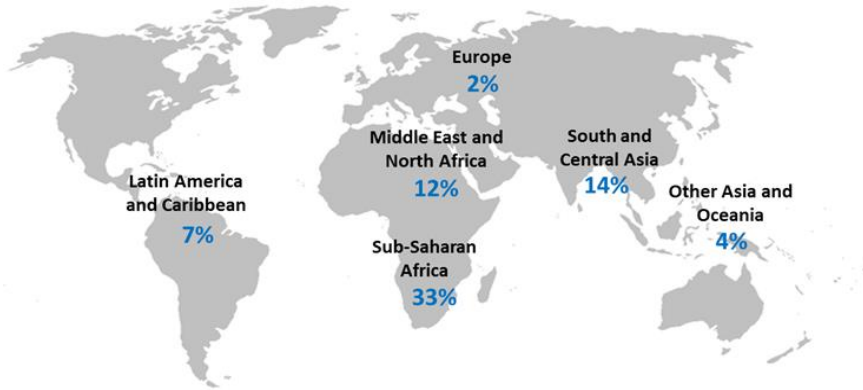 Europe
2%
Middle East and
North Africa
12%
South and
Central Asia
14%
Latin America
and Caribbean
7%
Other Asia and
Oceania
4%
Sub-Saharan
Africa
33%